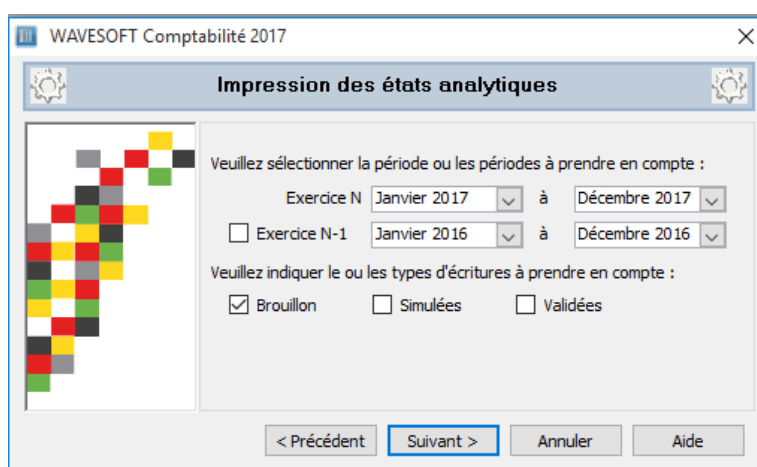 WAVESOFT Comptabilité 2017
Impression des états analytiques
Veuillez sélectionner la période ou les périodes à prendre en compte :
Exercice N Janvier 2017 à Décembre 2017
Exercice N-1 Janvier 2016 à Décembre 2016
Veuillez indiquer le ou les types d'écritures à prendre en compte :
Brouillon Simulées Validées
< Précédent Suivant > Annuler Aide